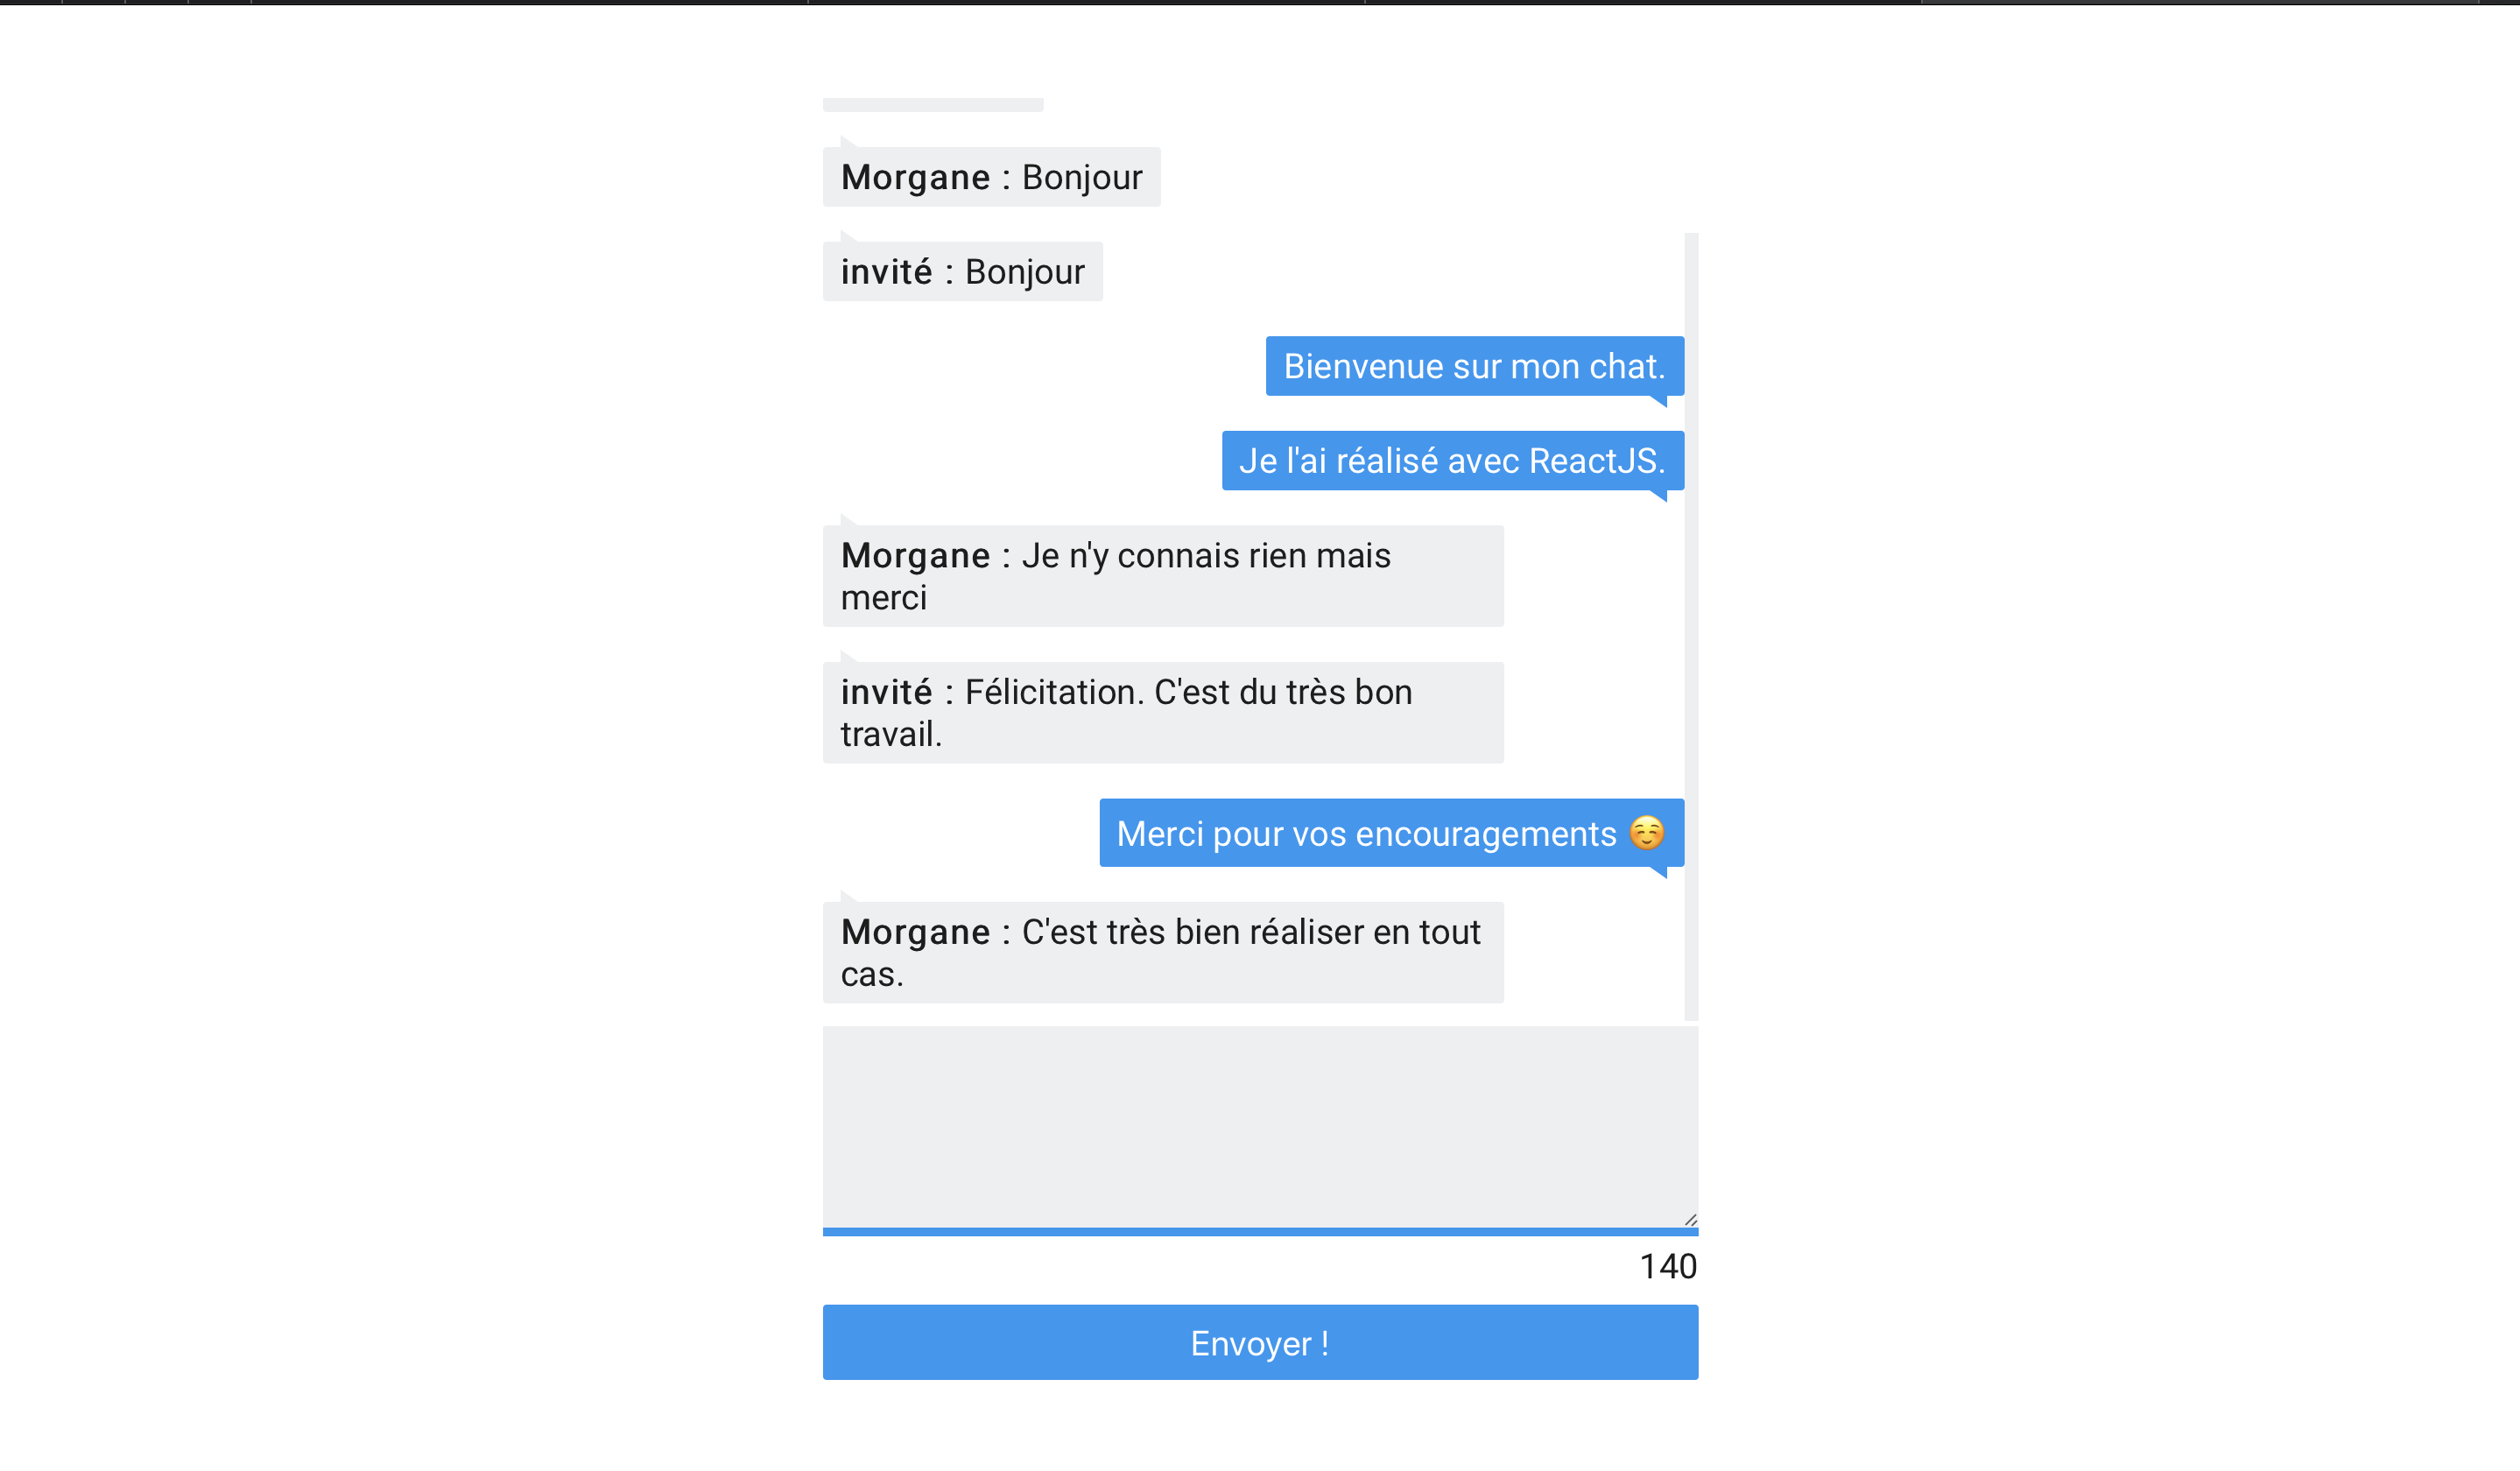 Morgane : Bonjour
invité : Bonjour
Bienvenue sur mon chat.
Je l'ai réalisé avec ReactJS.
Morgane : Je n'y connais rien mais
merci
invité : Félicitation. C'est du très bon
travail.
Merci pour vos encouragements ☺️
Morgane : C'est très bien réaliser en tout
cas.
140
Envoyer !